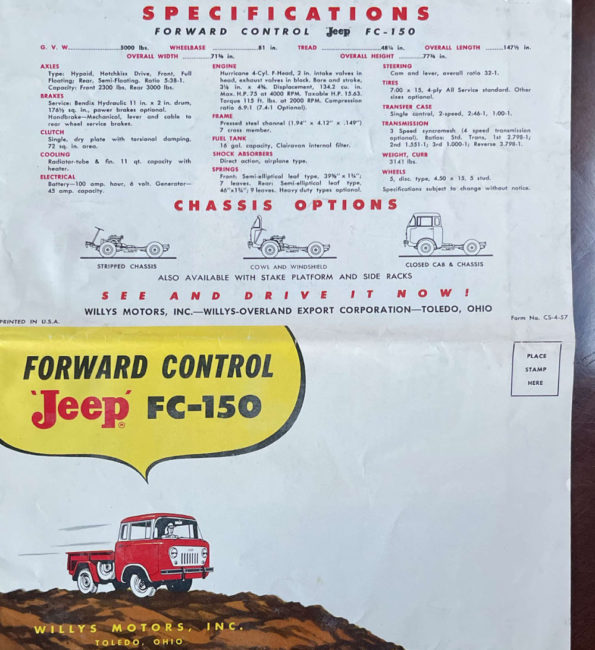 SPECIFICATIONS
FORWARD CONTROL Jeep FC-150
G. V. W. 5000 lbs. WHEELBASE 81 in. TREAD 48¼ in. OVERALL LENGTH 147½ in.
OVERALL WIDTH 71⅜ in. OVERALL HEIGHT 77⅜ in.
AXLES
Type: Hypoid, Hotchkiss Drive, Front, Full
Floating; Rear, Semi-Floating. Ratio 5.38-1.
Capacity: Front 2300 lbs. Rear 3000 lbs.
BRAKES
Service: Bendix Hydraulic 11 in. x 2 in. drum,
176½ sq. in., power brakes optional.
Handbrake—Mechanical, lever and cable to
rear wheel service brakes.
CLUTCH
Single, dry plate with torsional damping,
72 sq. in. area.
COOLING
Radiator-tube & fin. 11 qt. capacity with
heater.
ELECTRICAL
Battery—100 amp. hour, 6 volt. Generator—
45 amp. capacity.
ENGINE
Hurricane 4-Cyl. F-Head, 2 in. intake valves in
head, exhaust valves in block. Bore and stroke,
3⅛ in. x 4⅜. Displacement, 134.2 cu. in.
Max. H.P. 75 at 4000 RPM. Taxable H.P. 15.63.
Torque 115 ft. lbs. at 2000 RPM. Compression
ratio 6.9-1 (7.4-1 Optional).
FRAME
Pressed steel channel (1.94" x 4.12" x .149")
7 cross member.
FUEL TANK
16 gal. capacity, Clairavan internal filter.
SHOCK ABSORBERS
Direct action, airplane type.
SPRINGS
Front: Semi-elliptical leaf type, 39⅝" x 1¾";
7 leaves. Rear: Semi-elliptical leaf type,
46"x1¾"; 9 leaves. Heavy duty types optional.
STEERING
Cam and lever, overall ratio 32-1.
TIRES
7:00 x 15, 4-ply All Service standard. Other
sizes optional.
TRANSFER CASE
Single control, 2-speed, 2:46-1, 1:00-1.
TRANSMISSION
3 Speed syncromesh (4 speed transmission
optional). Ratios: Std. Trans. 1st 2.798-1;
2nd 1.551-1; 3rd 1.000-1; Reverse 3.798-1.
WEIGHT, CURB
3141 lbs.
WHEELS
5, disc type, 4.50 x 15, 5 stud.
Specifications subject to change without notice.
CHASSIS OPTIONS
STRIPPED CHASSIS
COWL AND WINDSHIELD
CLOSED CAB & CHASSIS
ALSO AVAILABLE WITH STAKE PLATFORM AND SIDE RACKS
SEE AND DRIVE IT NOW!
WILLYS MOTORS, INC.—WILLYS-OVERLAND EXPORT CORPORATION—TOLEDO, OHIO
PRINTED IN U.S.A.
Form No. CS-4-57
PLACE
STAMP
HERE
FORWARD CONTROL
'Jeep' FC-150
®
WILLYS MOTORS, INC.
TOLEDO, OHIO